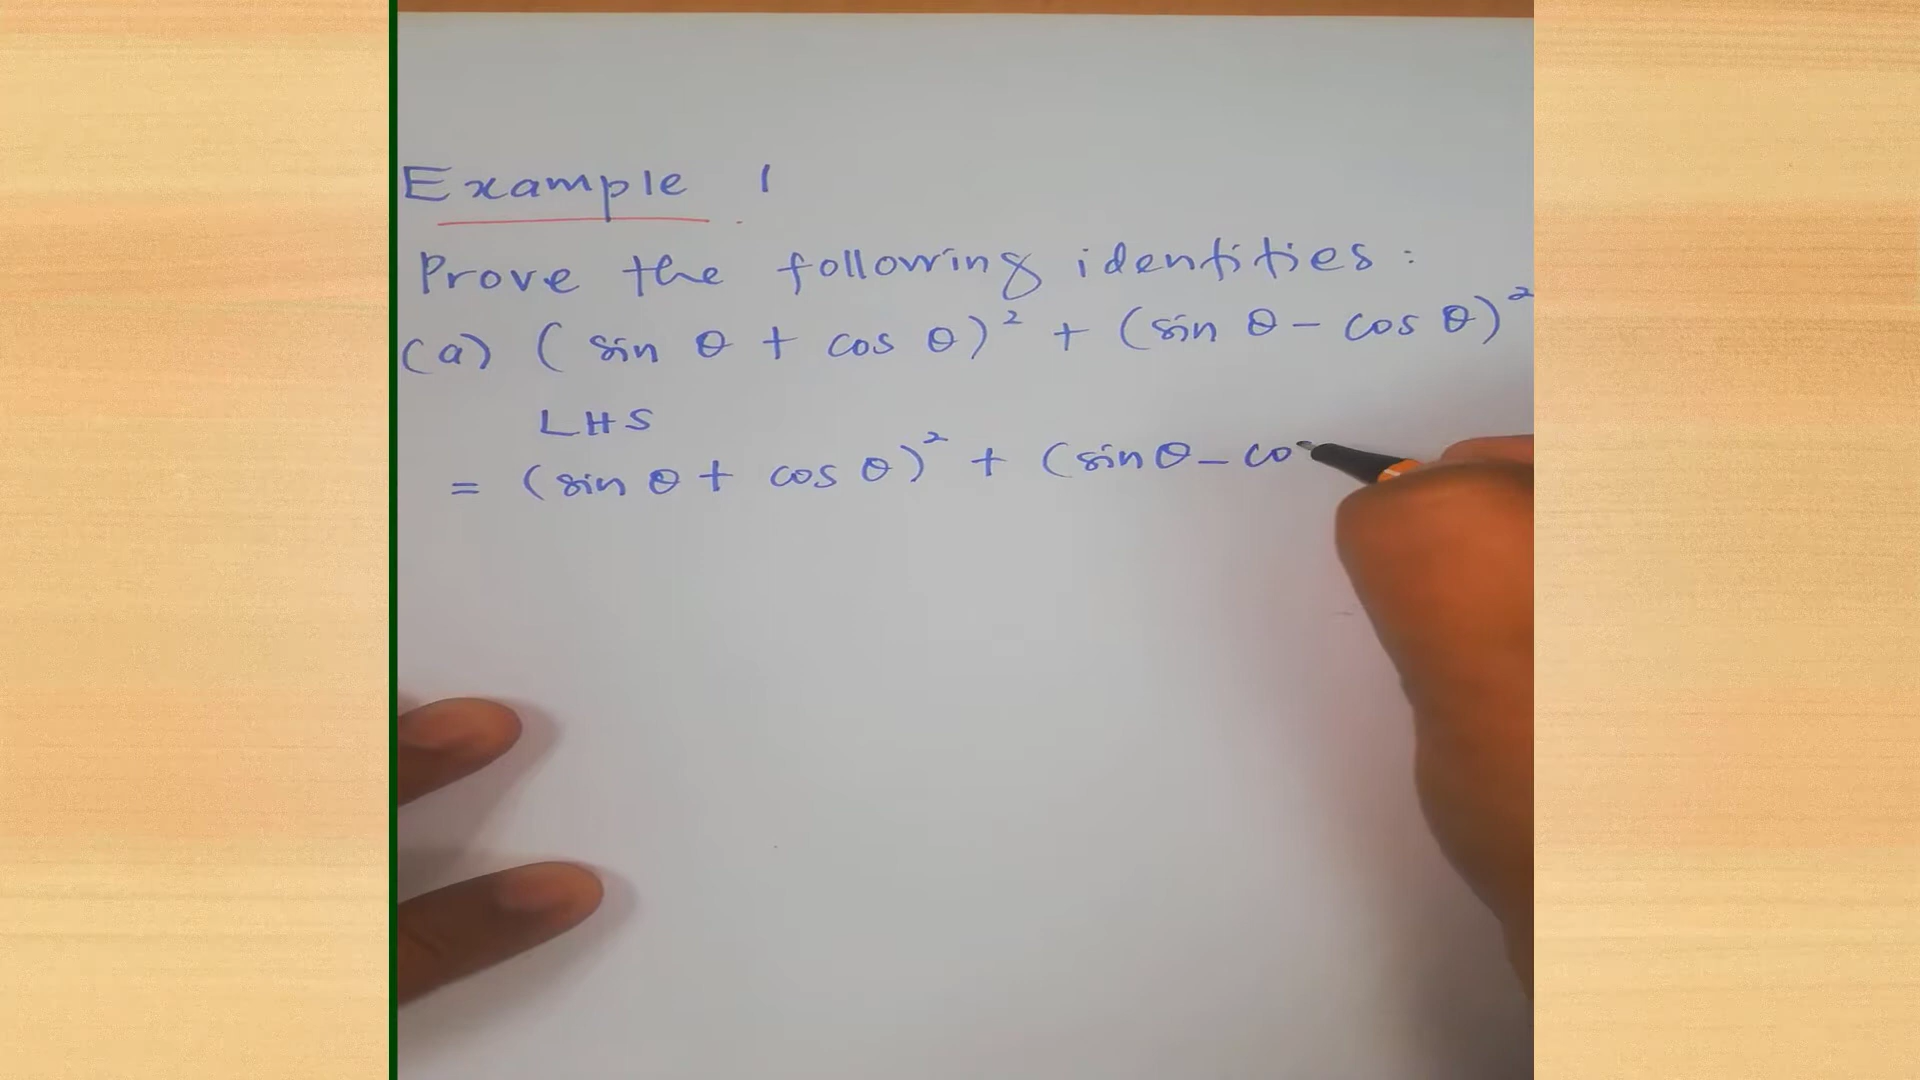 Example 1
Prove the following identities:
(a) (sin θ + cos θ)² + (sin θ - cos θ)²
LHS
= (sin θ + cos θ)² + (sin θ - co